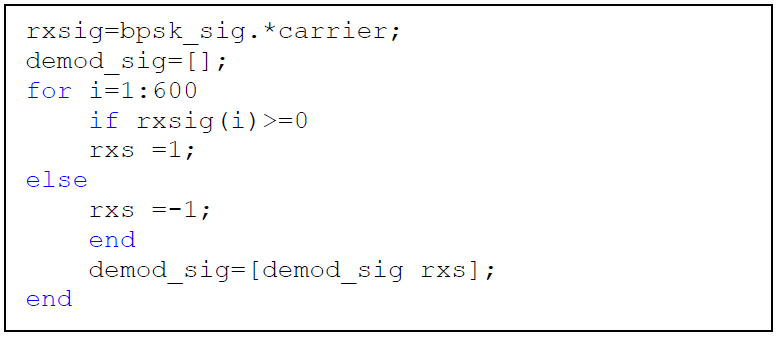 rxsig=bpsk_sig.*carrier;
demod_sig=[];
for i=1:600
    if rxsig(i)>=0
    rxs =1;
else
    rxs =-1;
    end
    demod_sig=[demod_sig rxs];
end